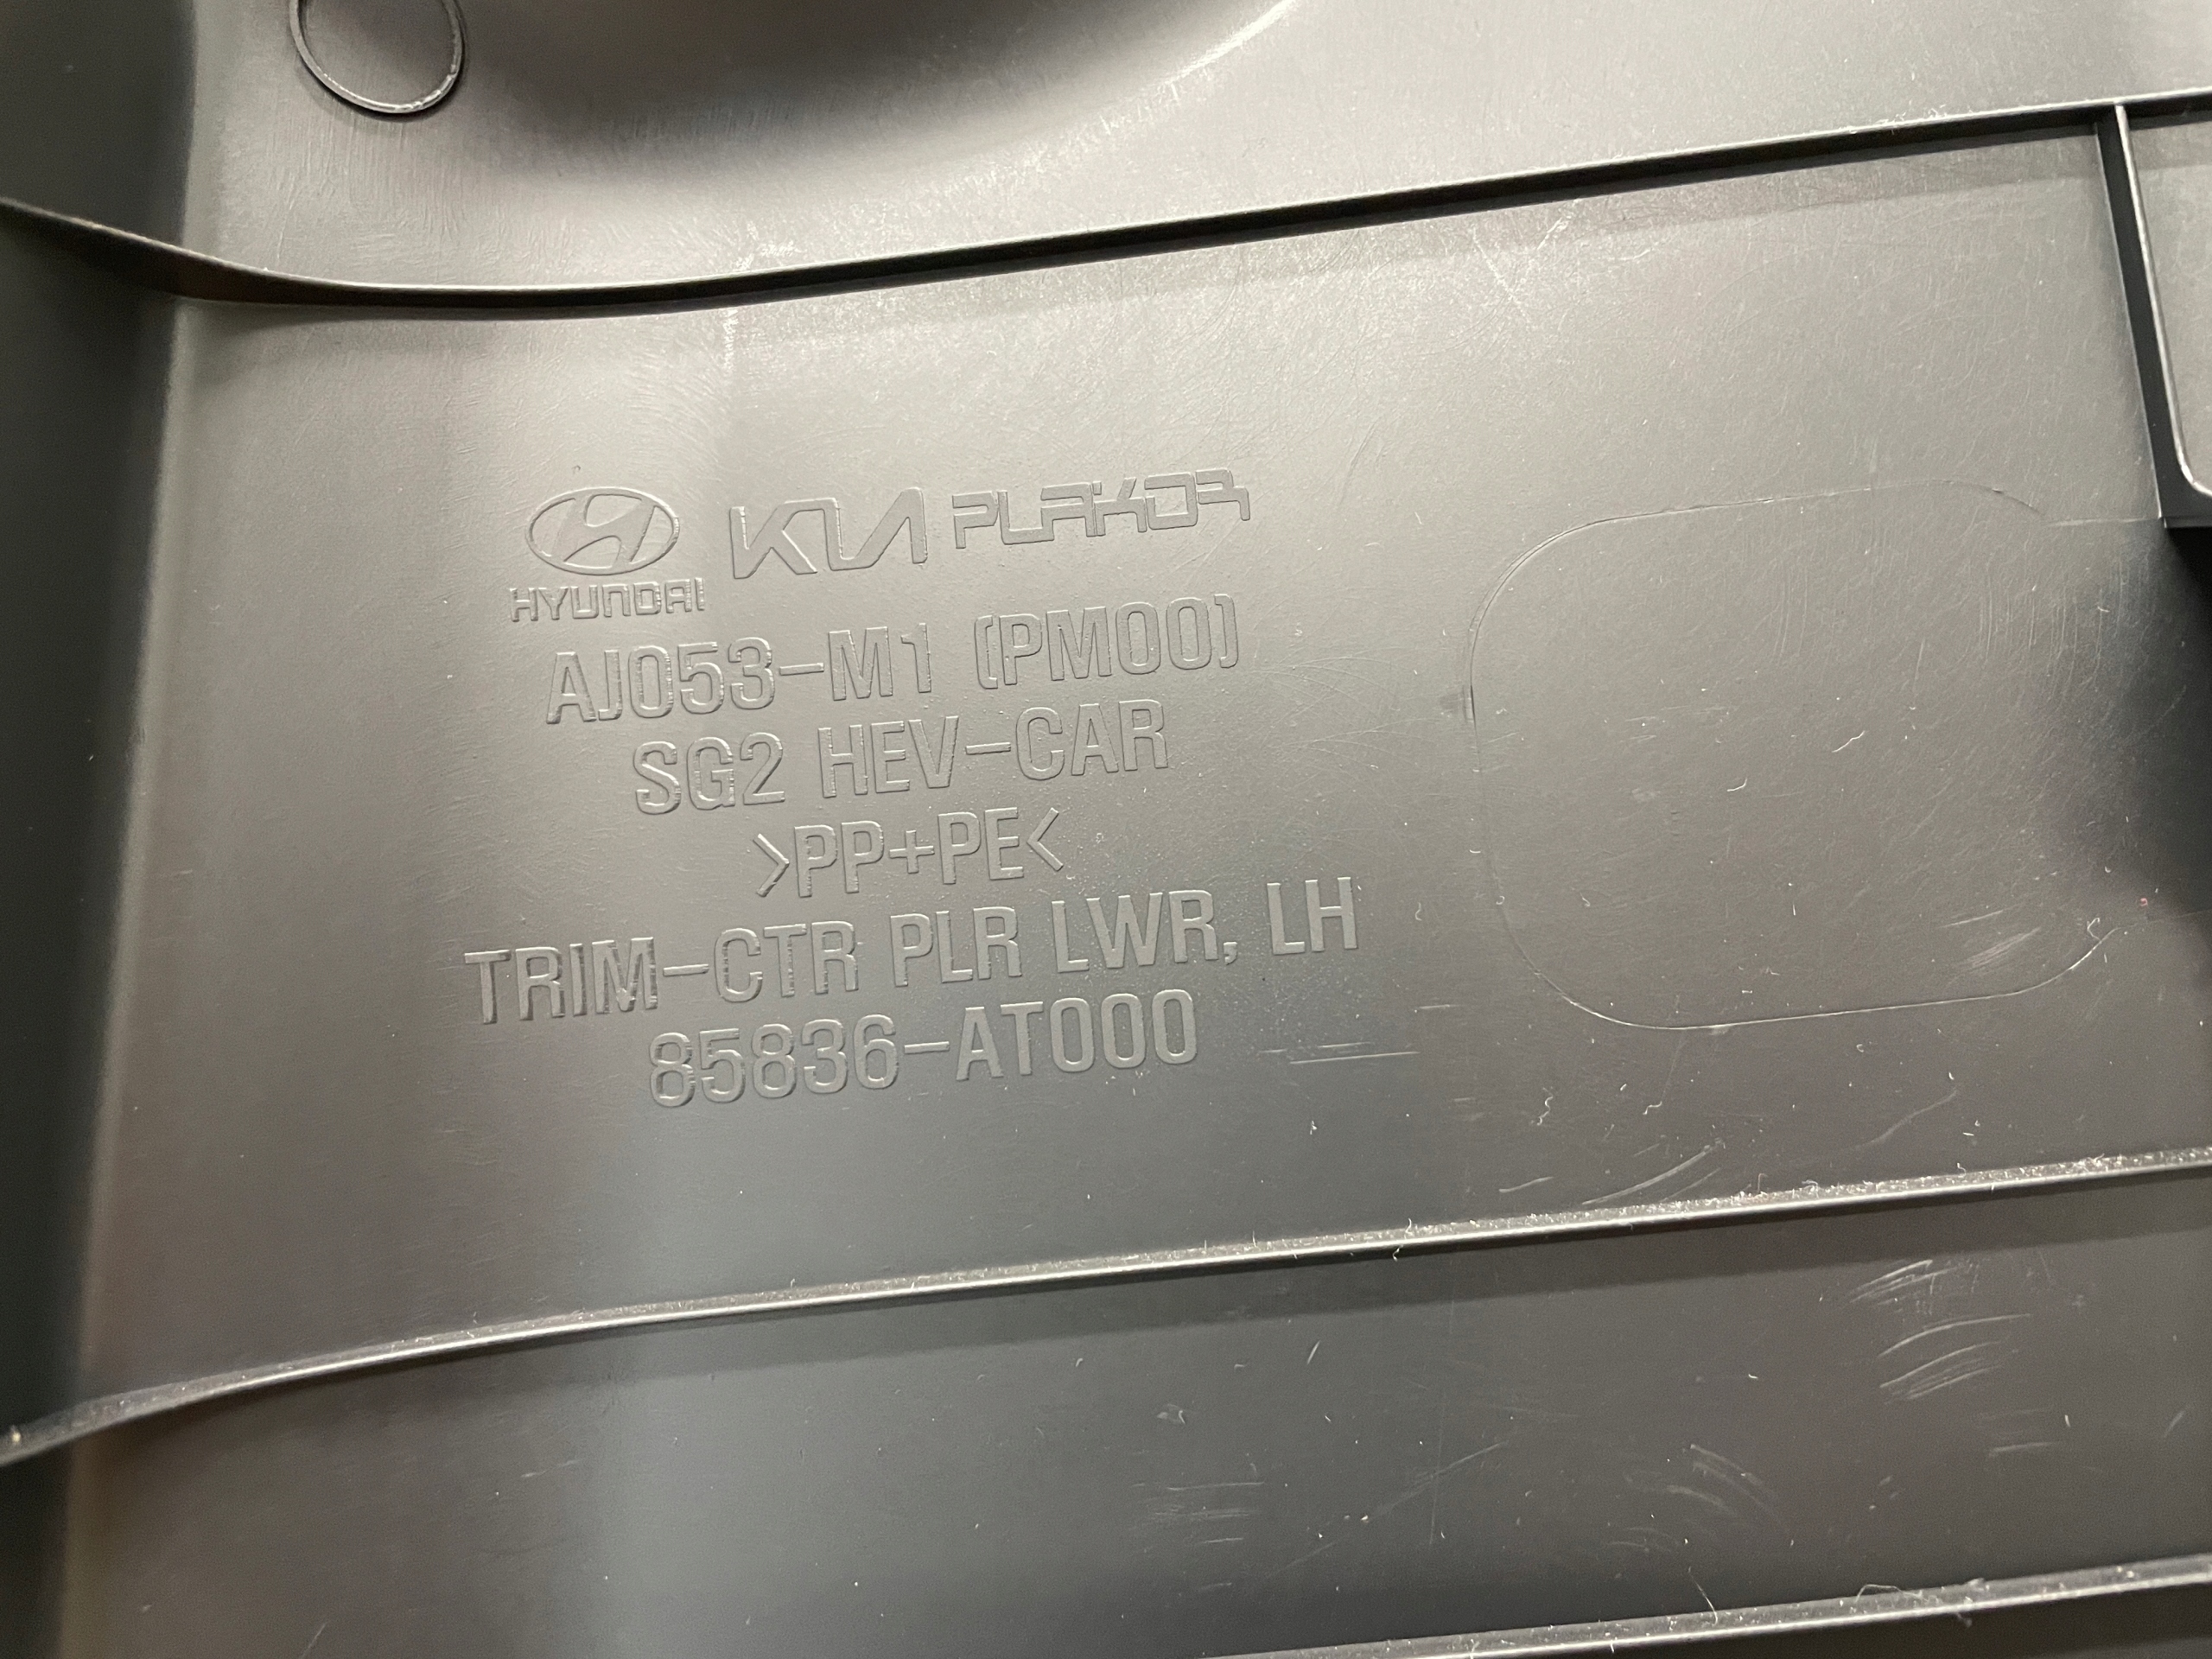 HYUNDAI KIA PLAKOR
AJ053-M1 (PM00)
SG2 HEV-CAR
>PP+PE<
TRIM-CTR PLR LWR, LH
85836-AT000